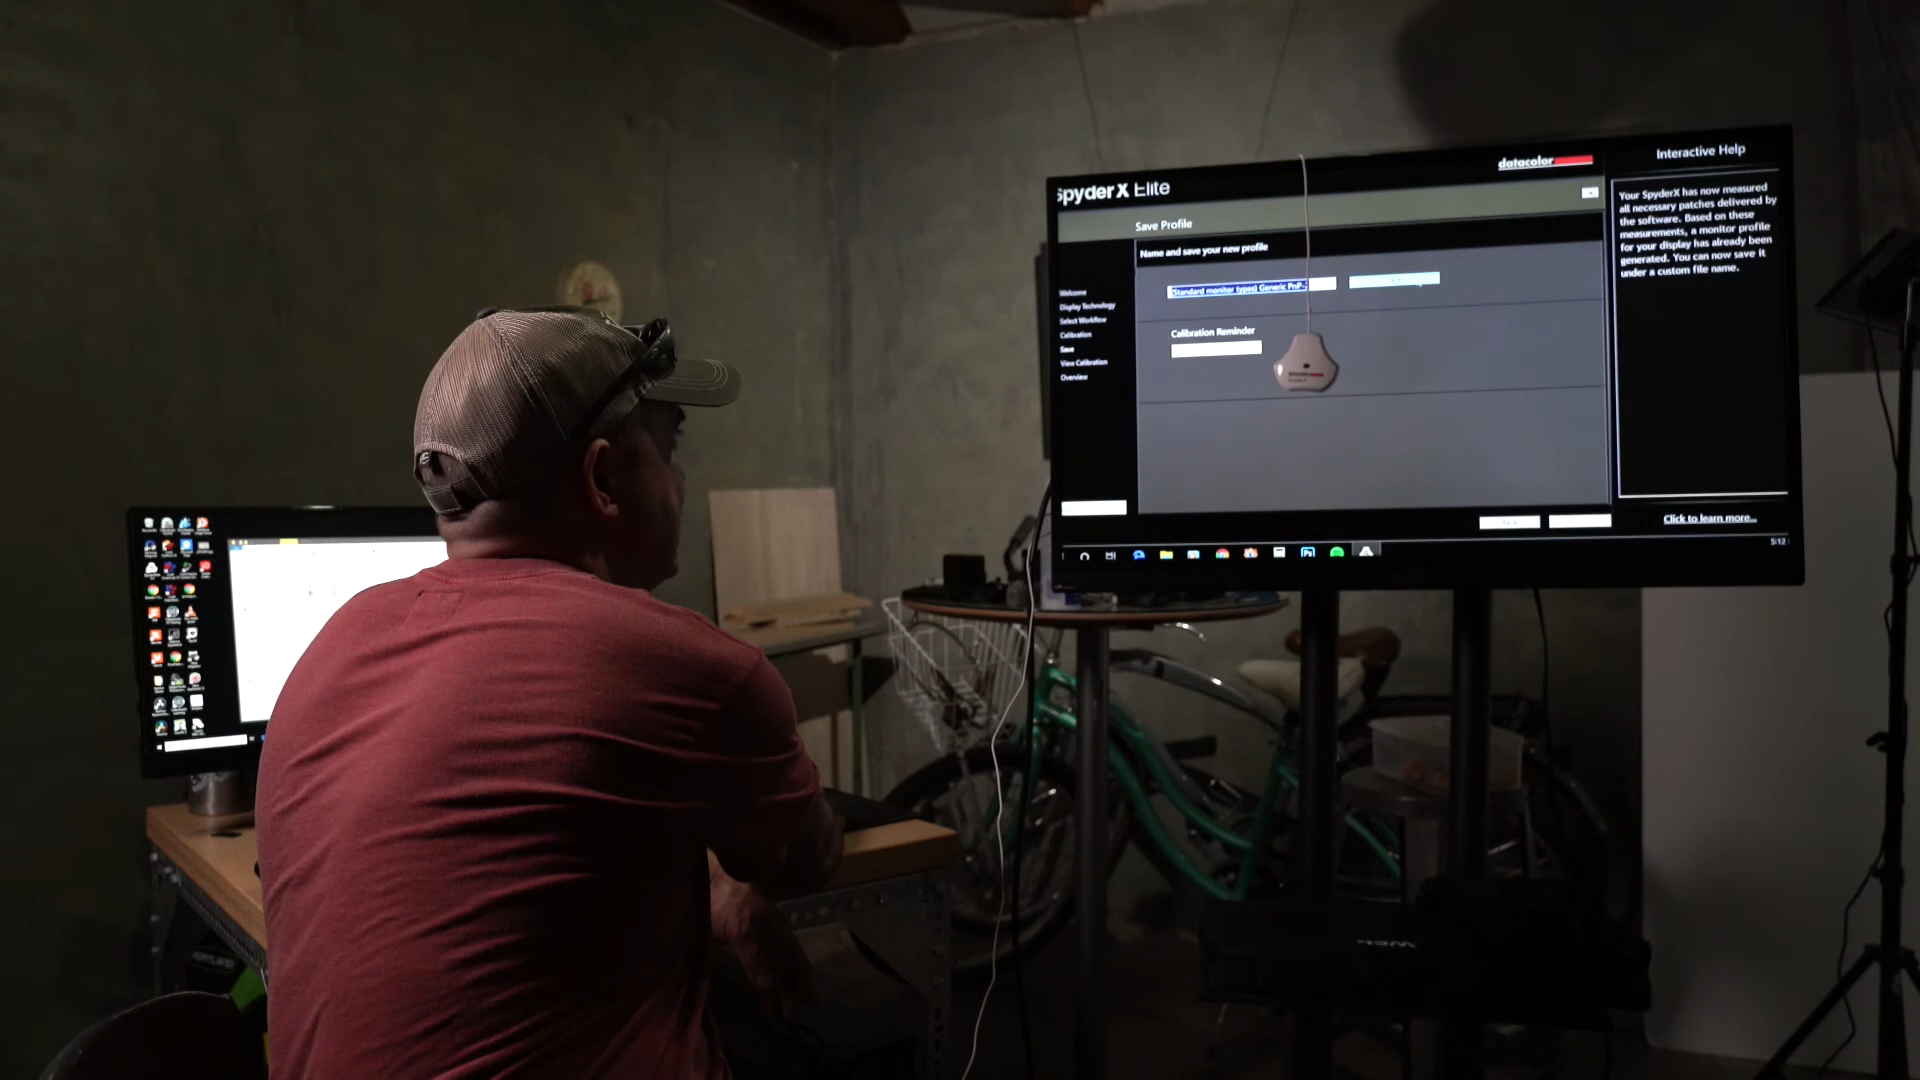 SpyderX Elite
datacolor
Save Profile
Name and save your new profile
(Standard monitor types) Generic PnP...
Calibration Reminder
Welcome
Display Technology
Select Workflow
Calibration
Save
View Calibration
Overview
datacolor
Interactive Help
Your SpyderX has now measured
all necessary patches delivered by
the software. Based on these
measurements, a monitor profile
for your display has already been
generated. You can now save it
under a custom file name.
Click to learn more...
5:12
Ps
PORTLAND